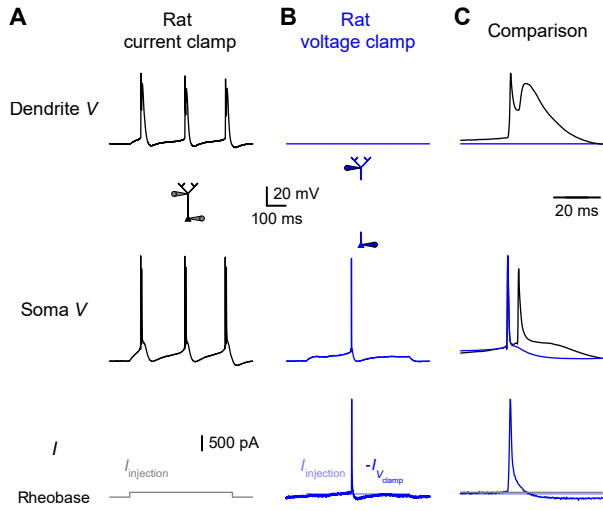 A
Rat
current clamp
B
Rat
voltage clamp
C
Comparison
Dendrite V
20 mV
100 ms
20 ms
Soma V
I
500 pA
Iinjection
Iinjection
-IVclamp
Rheobase